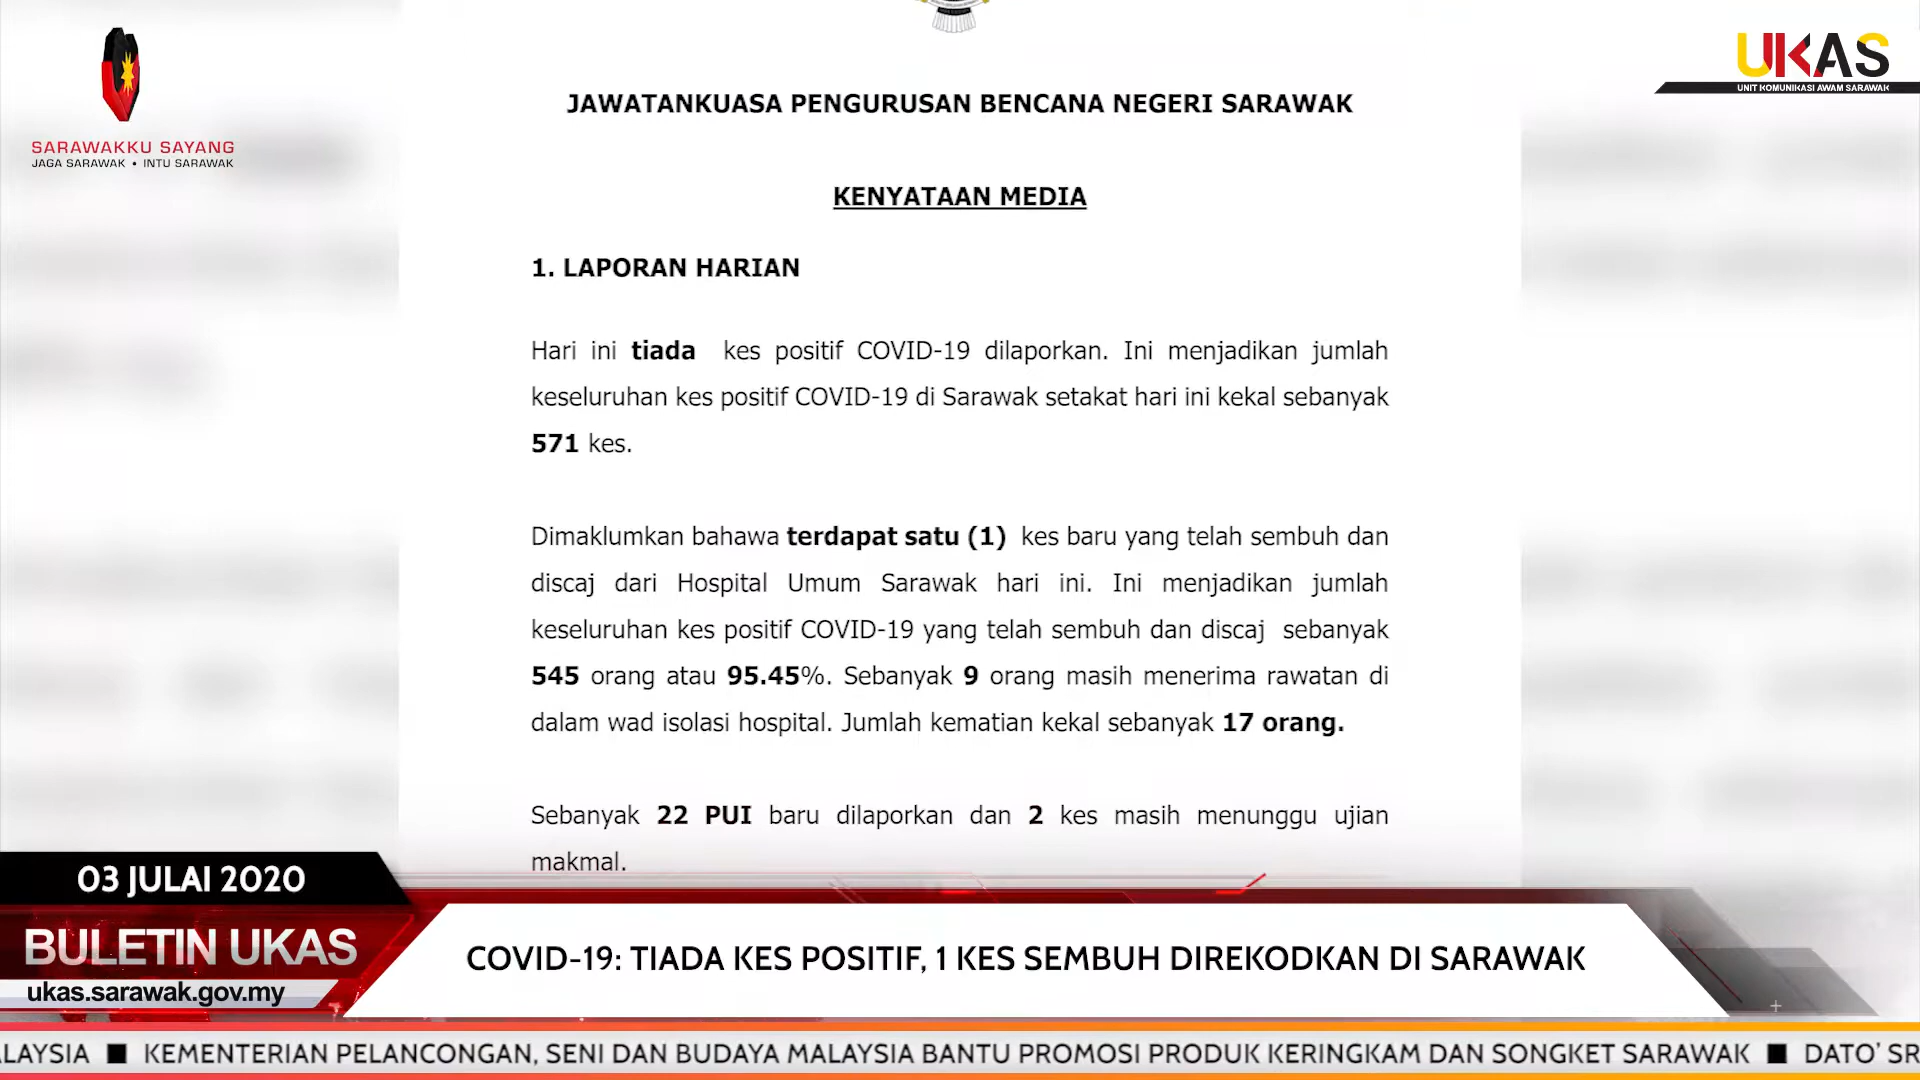 SARAWAKKU SAYANG
JAGA SARAWAK • INTU SARAWAK
UKAS
UNIT KOMUNIKASI AWAM SARAWAK
JAWATANKUASA PENGURUSAN BENCANA NEGERI SARAWAK
KENYATAAN MEDIA
1. LAPORAN HARIAN
Hari ini tiada kes positif COVID-19 dilaporkan. Ini menjadikan jumlah
keseluruhan kes positif COVID-19 di Sarawak setakat hari ini kekal sebanyak
571 kes.
Dimaklumkan bahawa terdapat satu (1) kes baru yang telah sembuh dan
discaj dari Hospital Umum Sarawak hari ini. Ini menjadikan jumlah
keseluruhan kes positif COVID-19 yang telah sembuh dan discaj sebanyak
545 orang atau 95.45%. Sebanyak 9 orang masih menerima rawatan di
dalam wad isolasi hospital. Jumlah kematian kekal sebanyak 17 orang.
Sebanyak 22 PUI baru dilaporkan dan 2 kes masih menunggu ujian
makmal.
03 JULAI 2020
BULETIN UKAS
ukas.sarawak.gov.my
COVID-19: TIADA KES POSITIF, 1 KES SEMBUH DIREKODKAN DI SARAWAK
LAYSIA ■ KEMENTERIAN PELANCONGAN, SENI DAN BUDAYA MALAYSIA BANTU PROMOSI PRODUK KERINGKAM DAN SONGKET SARAWAK ■ DATO' SR